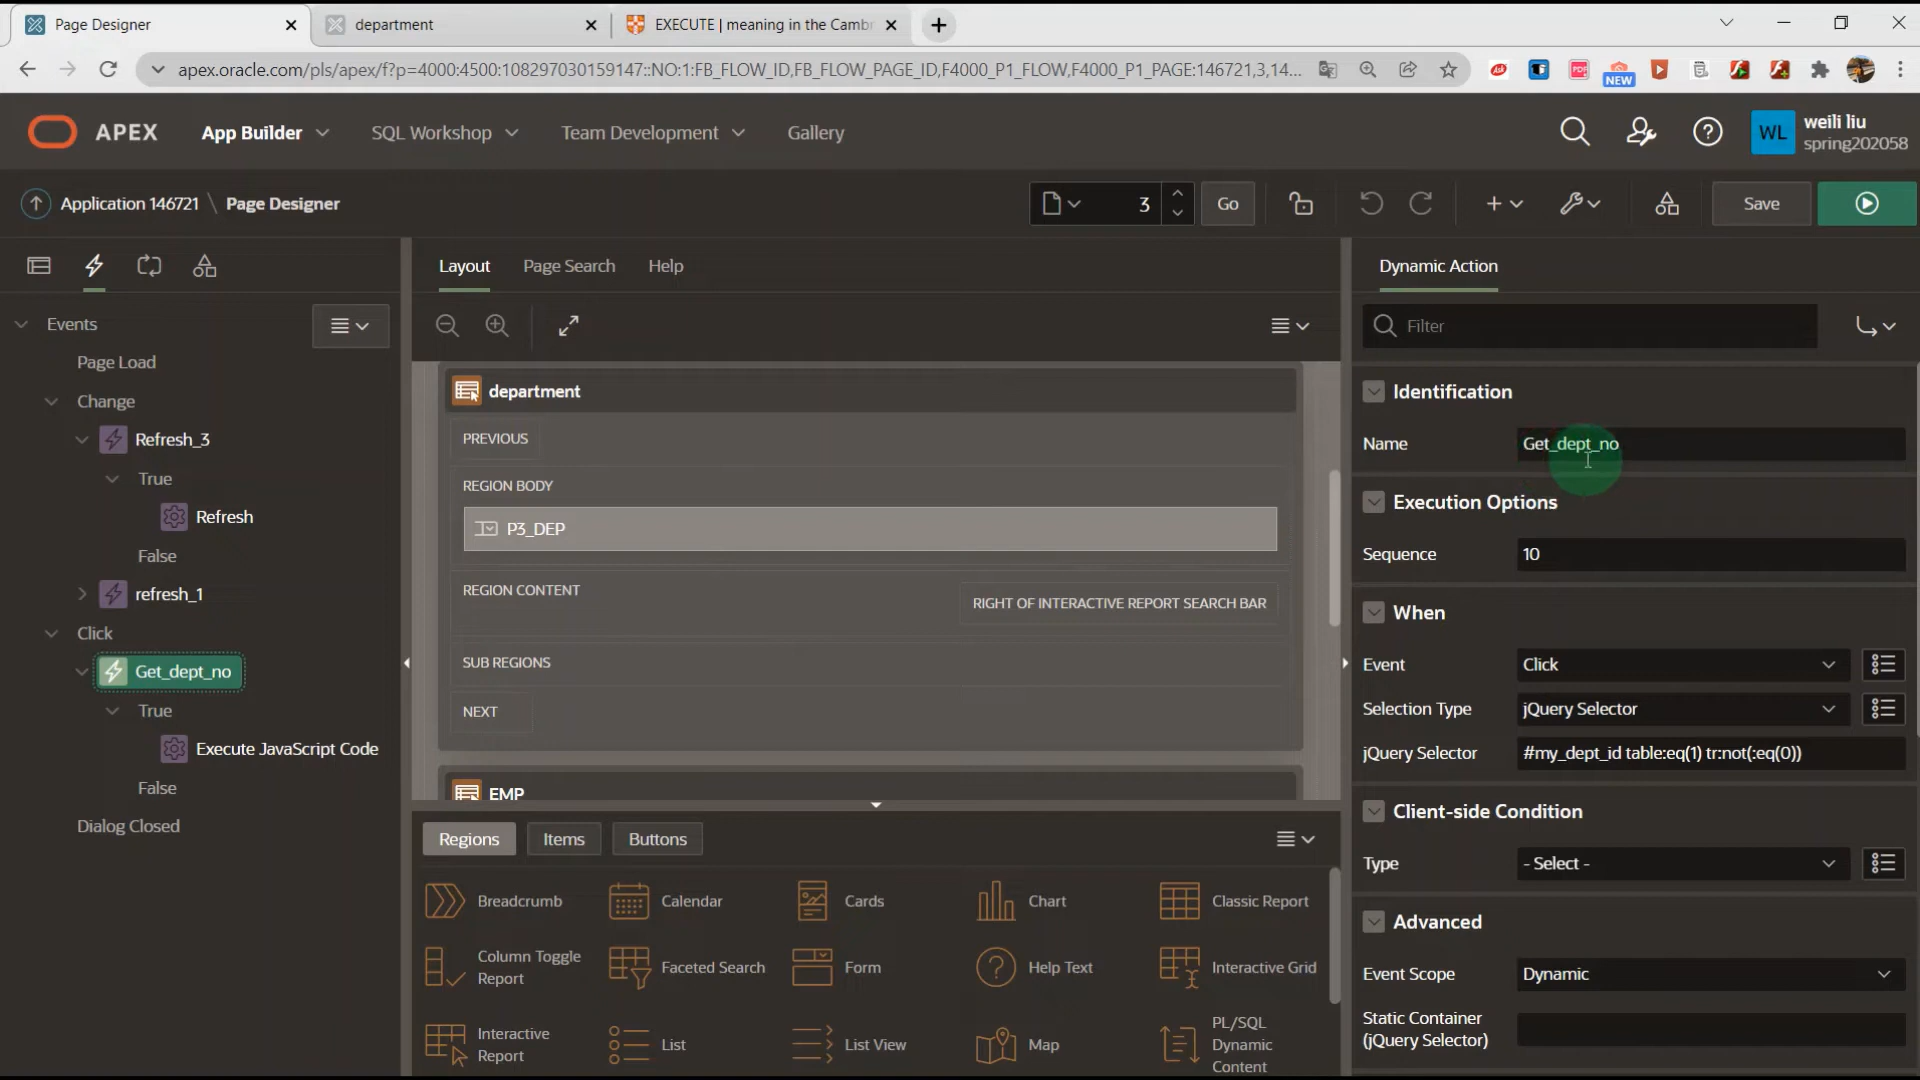 Page Designer
department
EXECUTE | meaning in the Camb
apex.oracle.com/pls/apex/f?p=4000:4500:108297030159147::NO:1:FB_FLOW_ID,FB_FLOW_PAGE_ID,F4000_P1_FLOW,F4000_P1_PAGE:146721,3,14...
NEW
APEX
App Builder
SQL Workshop
Team Development
Gallery
WL
weili liu
spring202058
Application 146721 \ Page Designer
3
Go
Save
Events
Page Load
Change
Refresh_3
True
Refresh
False
refresh_1
Click
Get_dept_no
True
Execute JavaScript Code
False
Dialog Closed
Layout
Page Search
Help
department
PREVIOUS
REGION BODY
P3_DEP
REGION CONTENT
RIGHT OF INTERACTIVE REPORT SEARCH BAR
SUB REGIONS
NEXT
EMP
Regions
Items
Buttons
Breadcrumb
Calendar
Cards
Chart
Classic Report
Column Toggle
Report
Faceted Search
Form
Help Text
Interactive Grid
Interactive
Report
List
List View
Map
PL/SQL
Dynamic
Content
Dynamic Action
Filter
Identification
Name
Get_dept_no
Execution Options
Sequence
10
When
Event
Click
Selection Type
jQuery Selector
jQuery Selector
#my_dept_id table:eq(1) tr:not(:eq(0))
Client-side Condition
Type
- Select -
Advanced
Event Scope
Dynamic
Static Container
(jQuery Selector)